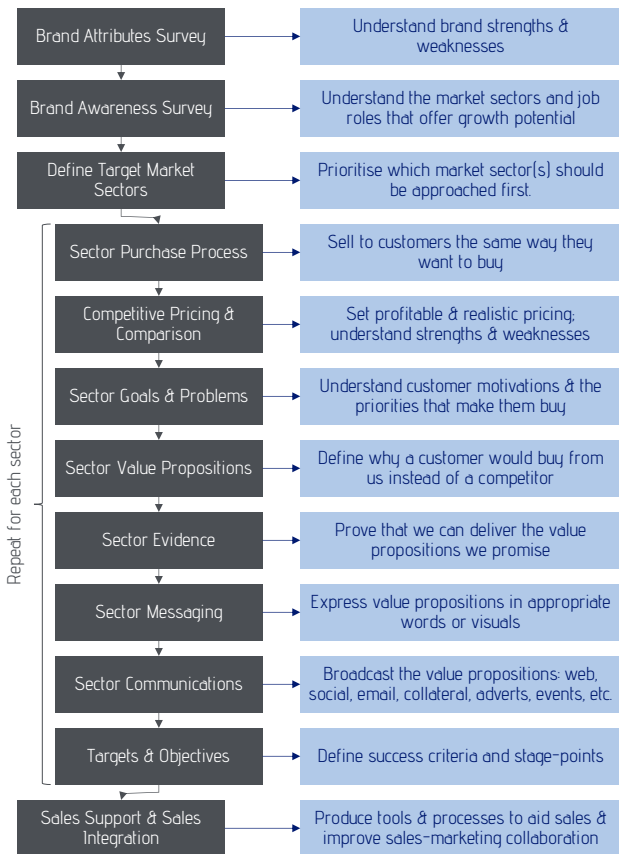 Brand Attributes Survey
Understand brand strengths &
weaknesses
Brand Awareness Survey
Understand the market sectors and job
roles that offer growth potential
Define Target Market
Sectors
Prioritise which market sector(s) should
be approached first.
Repeat for each sector
Sector Purchase Process
Sell to customers the same way they
want to buy
Competitive Pricing &
Comparison
Set profitable & realistic pricing;
understand strengths & weaknesses
Sector Goals & Problems
Understand customer motivations & the
priorities that make them buy
Sector Value Propositions
Define why a customer would buy from
us instead of a competitor
Sector Evidence
Prove that we can deliver the value
propositions we promise
Sector Messaging
Express value propositions in appropriate
words or visuals
Sector Communications
Broadcast the value propositions: web,
social, email, collateral, adverts, events, etc.
Targets & Objectives
Define success criteria and stage-points
Sales Support & Sales
Integration
Produce tools & processes to aid sales &
improve sales-marketing collaboration